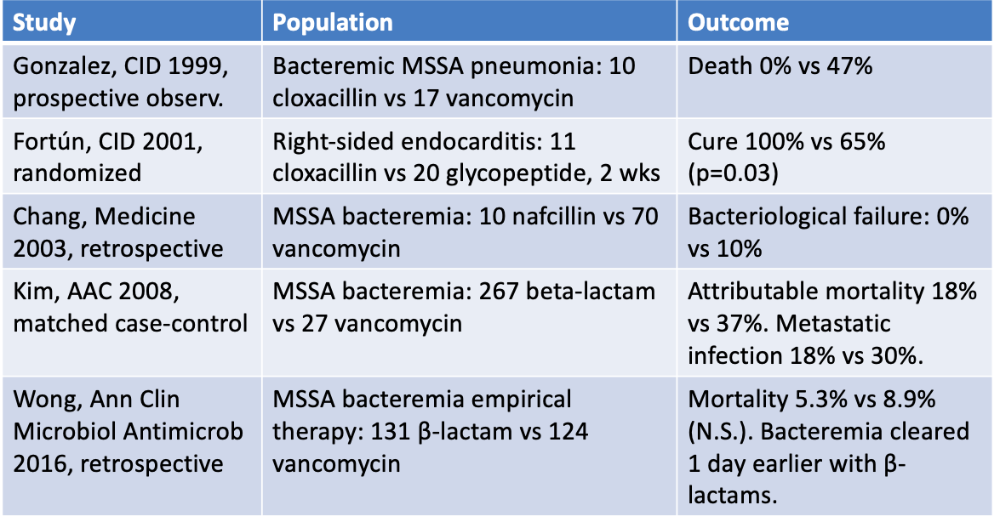 Study
Population
Outcome
Gonzalez, CID 1999,
prospective observ.
Bacteremic MSSA pneumonia: 10
cloxacillin vs 17 vancomycin
Death 0% vs 47%
Fortún, CID 2001,
randomized
Right-sided endocarditis: 11
cloxacillin vs 20 glycopeptide, 2 wks
Cure 100% vs 65%
(p=0.03)
Chang, Medicine
2003, retrospective
MSSA bacteremia: 10 nafcillin vs 70
vancomycin
Bacteriological failure: 0%
vs 10%
Kim, AAC 2008,
matched case-control
MSSA bacteremia: 267 beta-lactam
vs 27 vancomycin
Attributable mortality 18%
vs 37%. Metastatic
infection 18% vs 30%.
Wong, Ann Clin
Microbiol Antimicrob
2016, retrospective
MSSA bacteremia empirical
therapy: 131 β-lactam vs 124
vancomycin
Mortality 5.3% vs 8.9%
(N.S.). Bacteremia cleared
1 day earlier with β-
lactams.